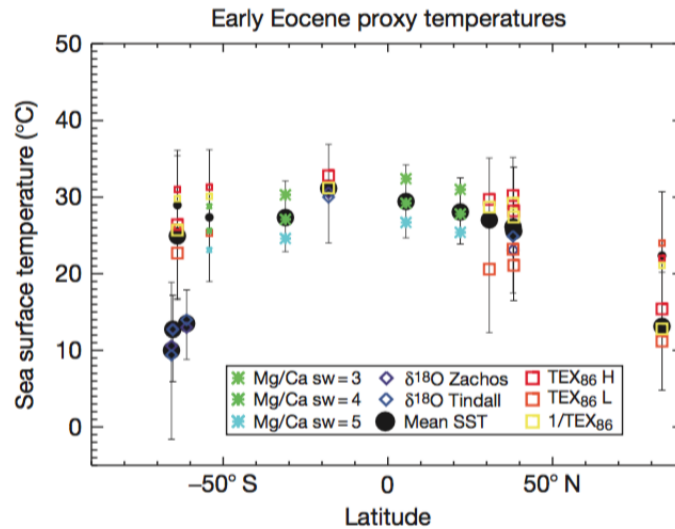 Early Eocene proxy temperatures
50
40
30
20
10
0
Sea surface temperature (°C)
Mg/Ca sw = 3 δ¹⁸O Zachos TEX₈₆ H
Mg/Ca sw = 4 δ¹⁸O Tindall TEX₈₆ L
Mg/Ca sw = 5 Mean SST 1/TEX₈₆
–50° S 0 50° N
Latitude